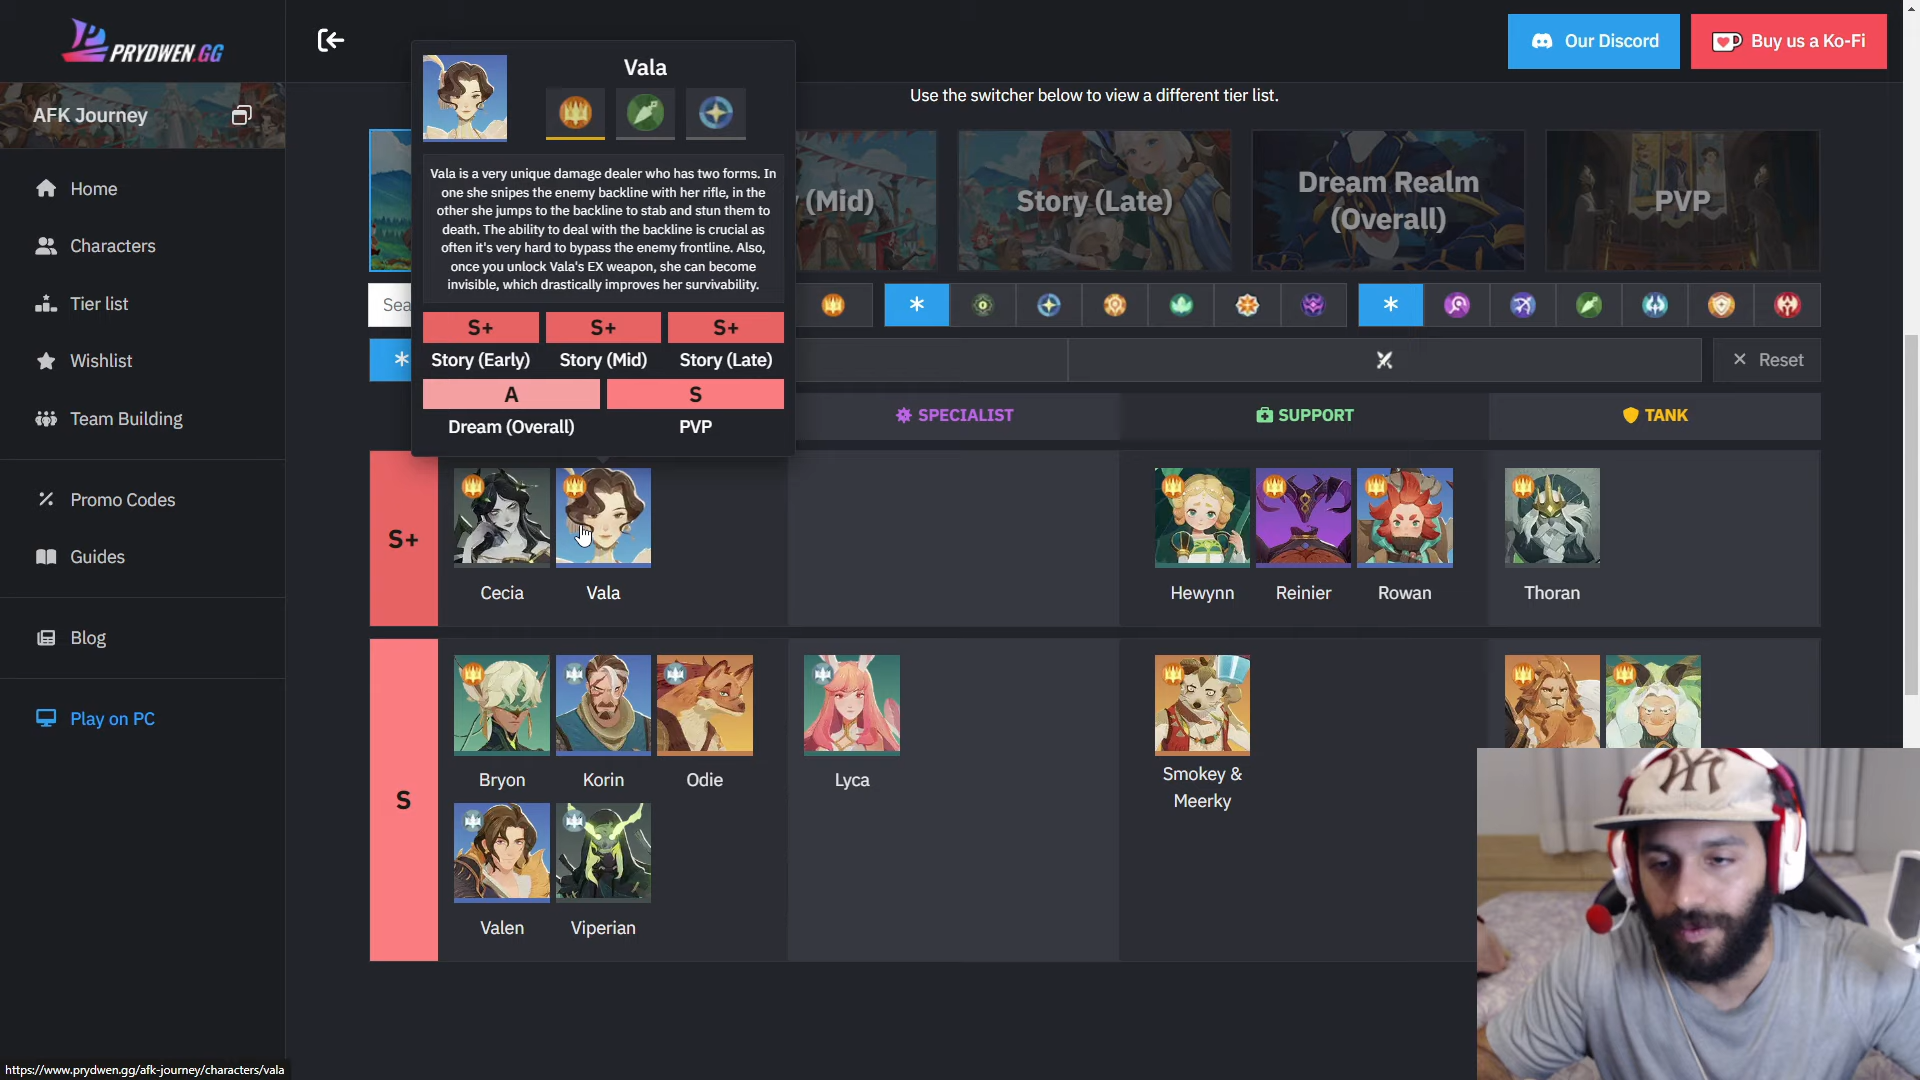 PRYDWEN.GG
AFK Journey
Home
Characters
Tier list
Wishlist
Team Building
Promo Codes
Guides
Blog
Play on PC
https://www.prydwen.gg/afk-journey/characters/vala
Our Discord
Buy us a Ko-Fi
Use the switcher below to view a different tier list.
(Mid)
Story (Late)
Dream Realm
(Overall)
PVP
Sea
Reset
Vala
Vala is a very unique damage dealer who has two forms. In
one she snipes the enemy backline with her rifle, in the
other she jumps to the backline to stab and stun them to
death. The ability to deal with the backline is crucial as
often it's very hard to bypass the enemy frontline. Also,
once you unlock Vala's EX weapon, she can become
invisible, which drastically improves her survivability.
S+ S+ S+
Story (Early) Story (Mid) Story (Late)
A S
Dream (Overall) PVP
SPECIALIST SUPPORT TANK
S+
Cecia Vala Hewynn Reinier Rowan Thoran
S
Bryon Korin Odie Lyca Smokey &
Meerky
Valen Viperian